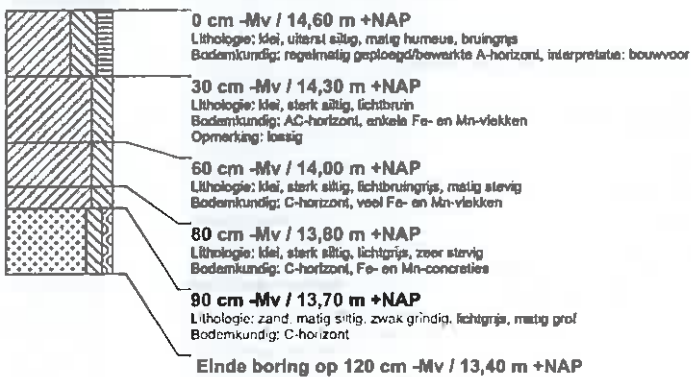 0 cm -Mv / 14,60 m +NAP
Lithologie: klei, uiterst siltig, matig humeus, bruingrijs
Bodemkundig: regelmatig geploegd/bewerkte A-horizont, interpretatie: bouwvoor
30 cm -Mv / 14,30 m +NAP
Lithologie: klei, sterk siltig, lichtbruin
Bodemkundig: AC-horizont, enkele Fe- en Mn-vlekken
Opmerking: lossig
60 cm -Mv / 14,00 m +NAP
Lithologie: klei, sterk siltig, lichtbruingrijs, matig stevig
Bodemkundig: C-horizont, veel Fe- en Mn-vlekken
80 cm -Mv / 13,80 m +NAP
Lithologie: klei, sterk siltig, lichtgrijs, zeer stevig
Bodemkundig: C-horizont, Fe- en Mn-concreties
90 cm -Mv / 13,70 m +NAP
Lithologie: zand, matig siltig, zwak grindig, lichtgrijs, matig grof
Bodemkundig: C-horizont
Einde boring op 120 cm -Mv / 13,40 m +NAP